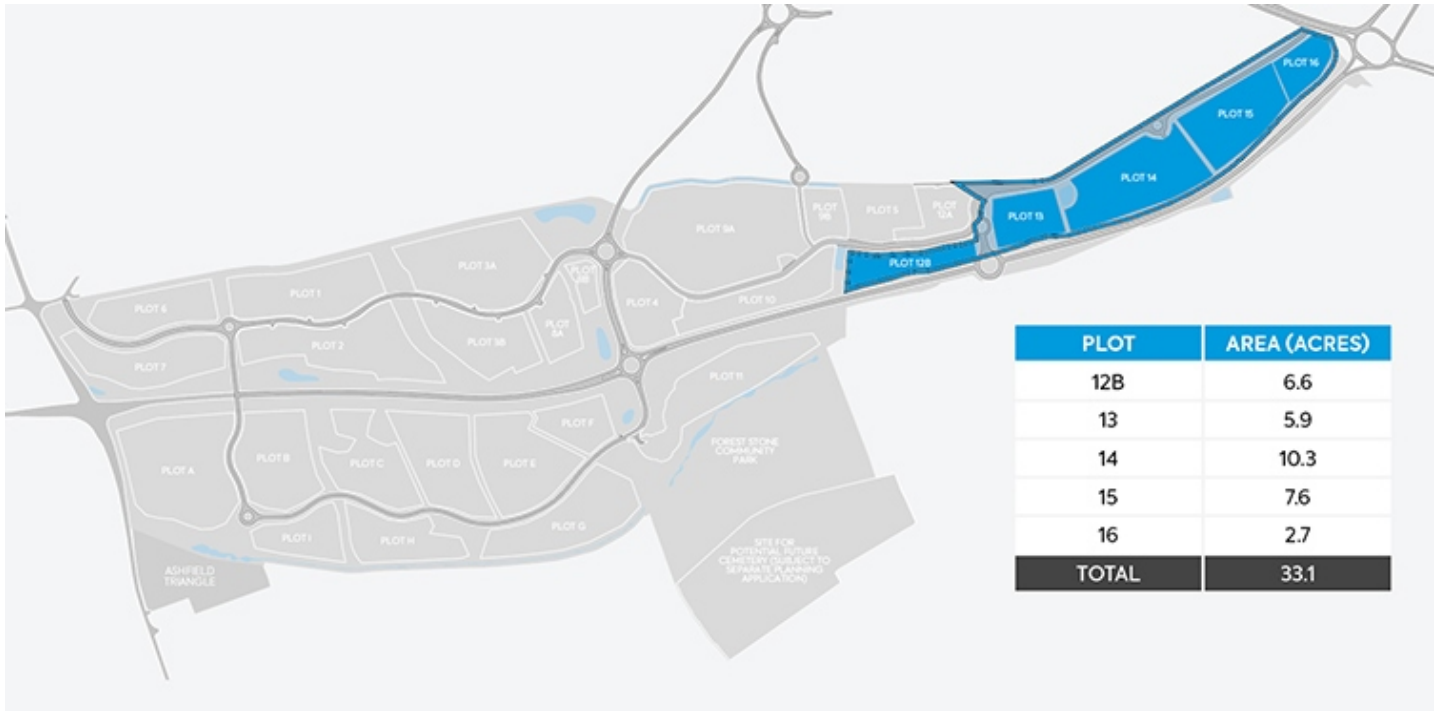 PLOT 16
PLOT 15
PLOT 14
PLOT 13
PLOT
12A
PLOT 5
PLOT
9B
PLOT 9A
PLOT 12B
PLOT 10
PLOT 4
PLOT
8B
PLOT
8A
PLOT 3A
PLOT 3B
PLOT 1
PLOT 6
PLOT 2
PLOT 7
PLOT 11
PLOT F
PLOT E
PLOT D
PLOT C
PLOT B
PLOT A
PLOT G
PLOT H
PLOT I
FOREST STONE
COMMUNITY
PARK
SITE FOR
POTENTIAL FUTURE
CEMETERY (SUBJECT TO
SEPARATE PLANNING
APPLICATION)
ASHFIELD
TRIANGLE
PLOT AREA (ACRES)
12B 6.6
13 5.9
14 10.3
15 7.6
16 2.7
TOTAL 33.1